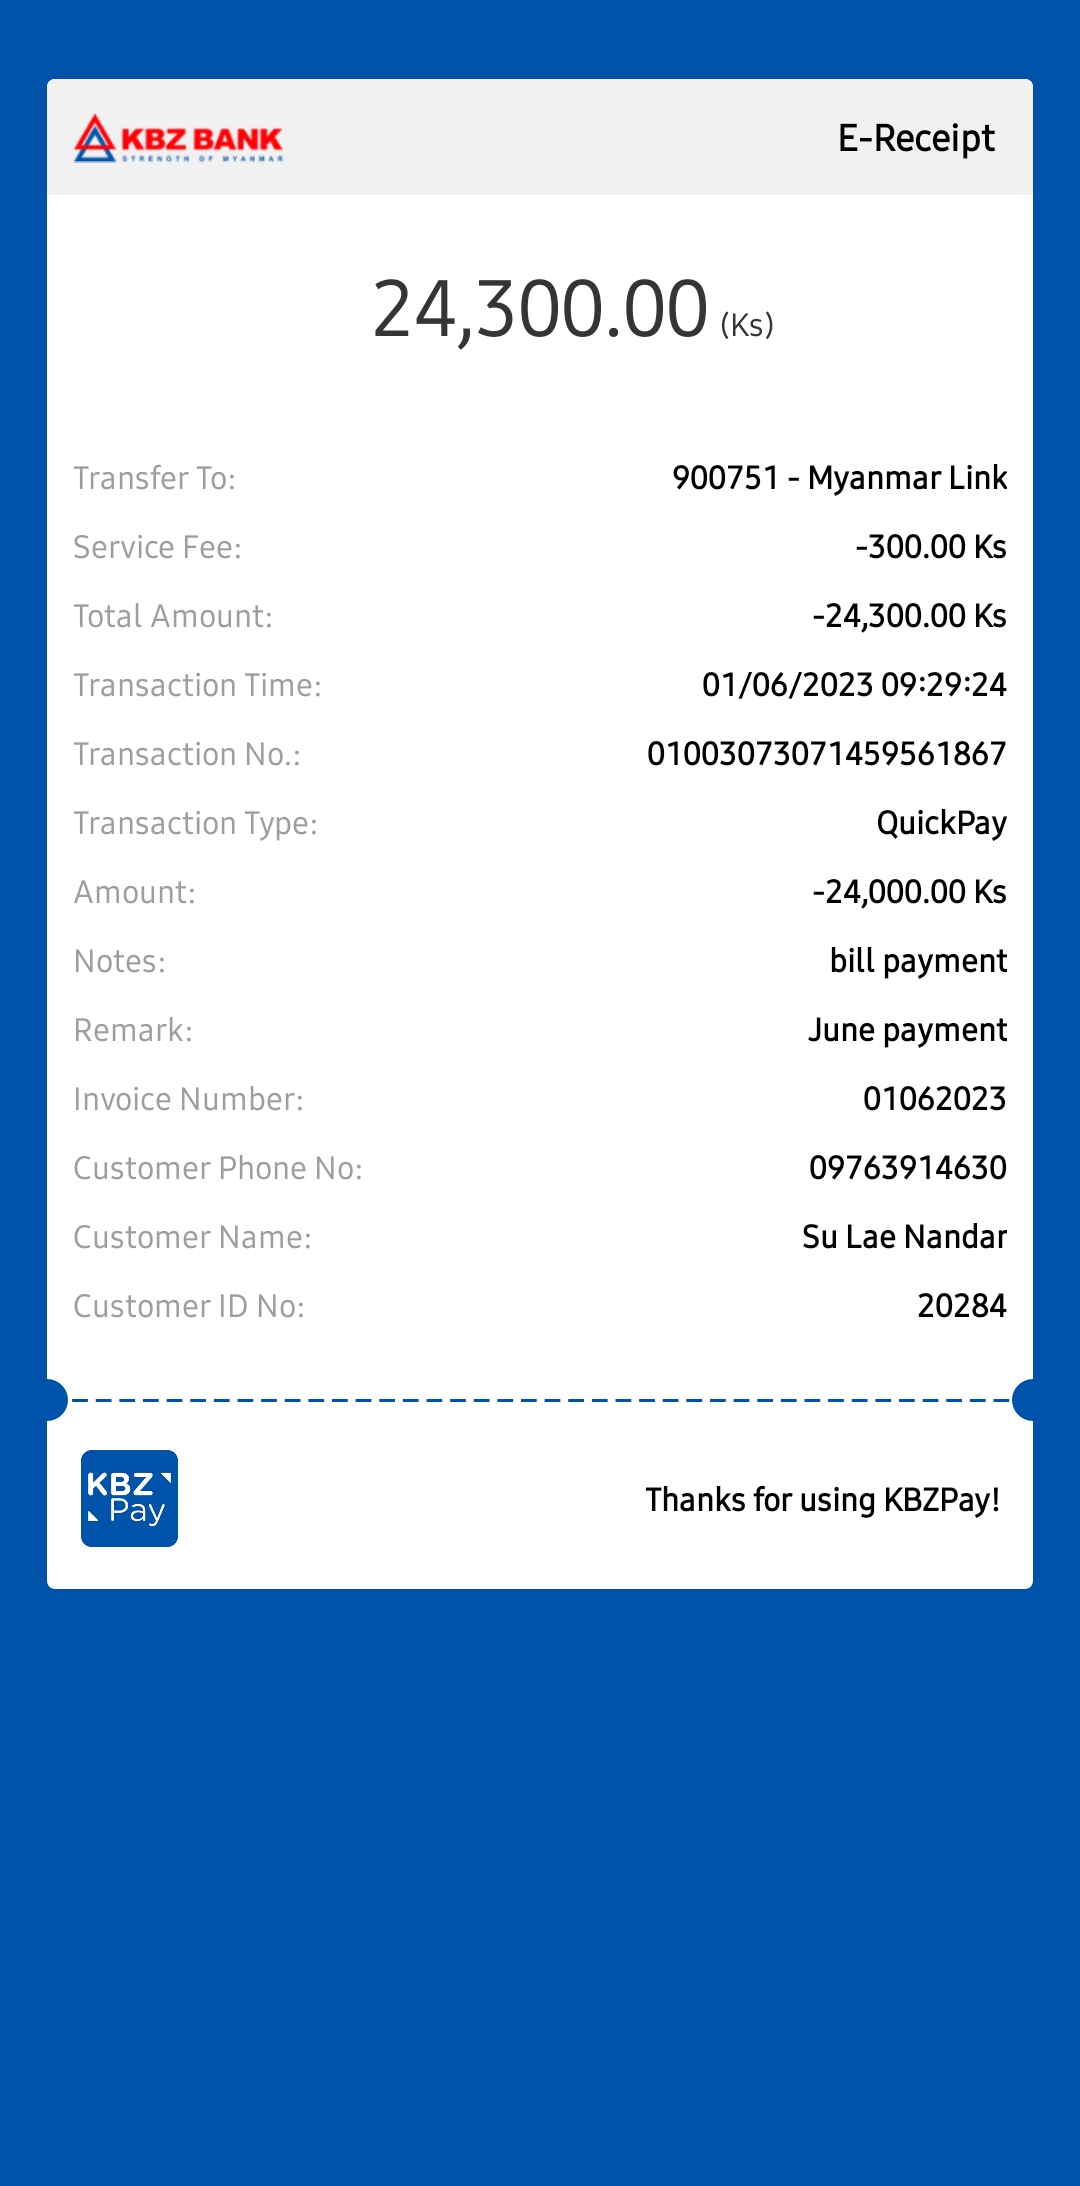 KBZ BANK
STRENGTH OF MYANMAR
E-Receipt
24,300.00 (Ks)
Transfer To: 900751 - Myanmar Link
Service Fee: -300.00 Ks
Total Amount: -24,300.00 Ks
Transaction Time: 01/06/2023 09:29:24
Transaction No.: 01003073071459561867
Transaction Type: QuickPay
Amount: -24,000.00 Ks
Notes: bill payment
Remark: June payment
Invoice Number: 01062023
Customer Phone No: 09763914630
Customer Name: Su Lae Nandar
Customer ID No: 20284
KBZ
Pay
Thanks for using KBZPay!